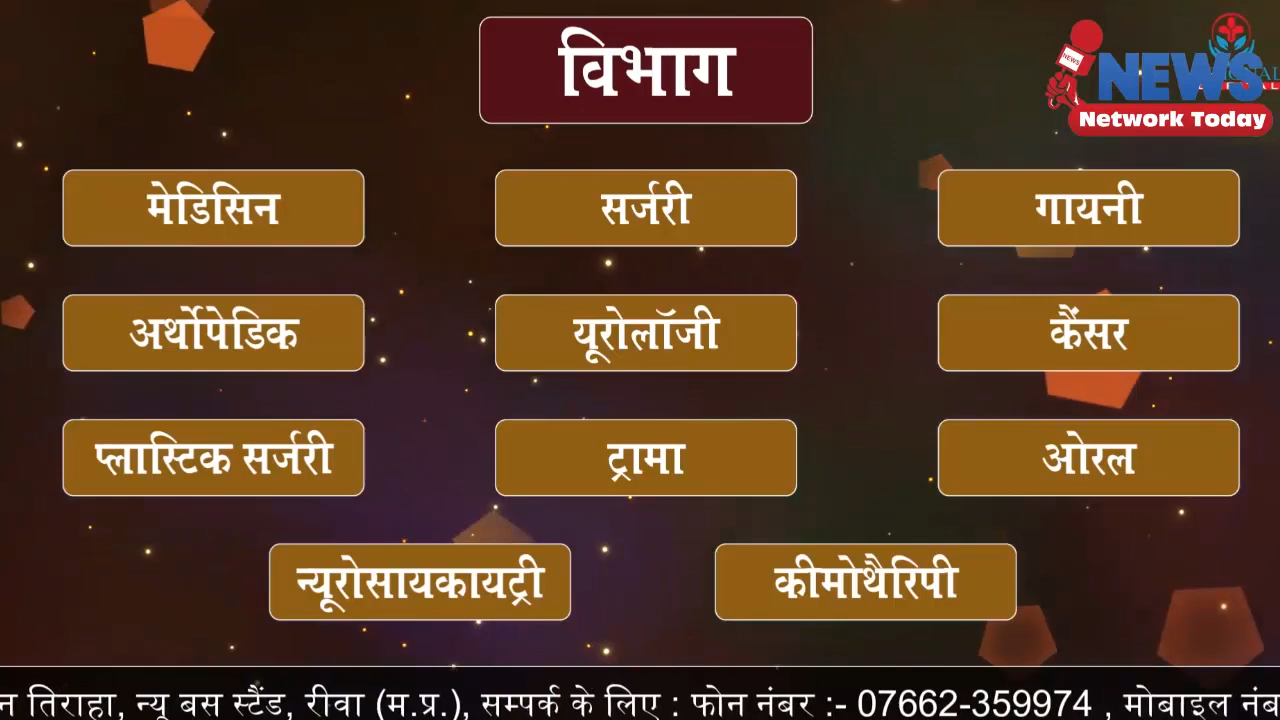 विभाग
NEWS
NEWS
Network Today
मेडिसिन
सर्जरी
गायनी
अर्थोपेडिक
यूरोलॉजी
कैंसर
प्लास्टिक सर्जरी
ट्रामा
ओरल
न्यूरोसायकायट्री
कीमोथैरिपी
तिराहा, न्यू बस स्टैंड, रीवा (म.प्र.), सम्पर्क के लिए : फोन नंबर :- 07662-359974 , मोबाइल